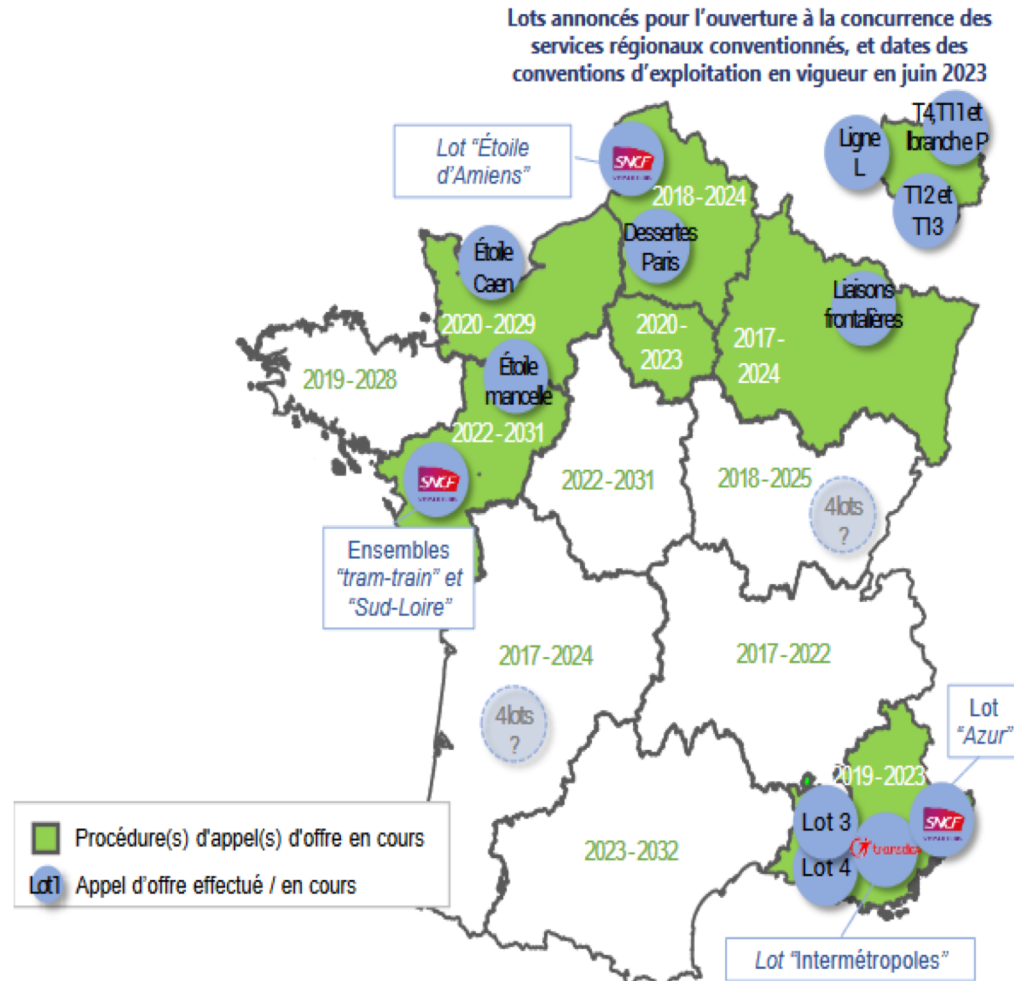 Lots annoncés pour l'ouverture à la concurrence des
services régionaux conventionnés, et dates des
conventions d'exploitation en vigueur en juin 2023
Lot "Étoile
d'Amiens"
SNCF
2018-2024
Dessertes
Paris
Ligne
L
T4,T11 et
branche P
T12 et
T13
Étoile
Caen
2020-2029
2020-
2023
2017-
2024
Liaisons
frontalières
2019-2028
Étoile
mancelle
2022-2031
SNCF
Ensembles
"tram-train" et
"Sud-Loire"
2022-2031
2018-2025
4 lots
?
2017-2024
4 lots
?
2017-2022
Lot
"Azur"
2019-2023
Lot 3
Lot 4
transdev
SNCF
2023-2032
Lot "Intermétropoles"
Procédure(s) d'appel(s) d'offre en cours
Lot1 Appel d'offre effectué / en cours